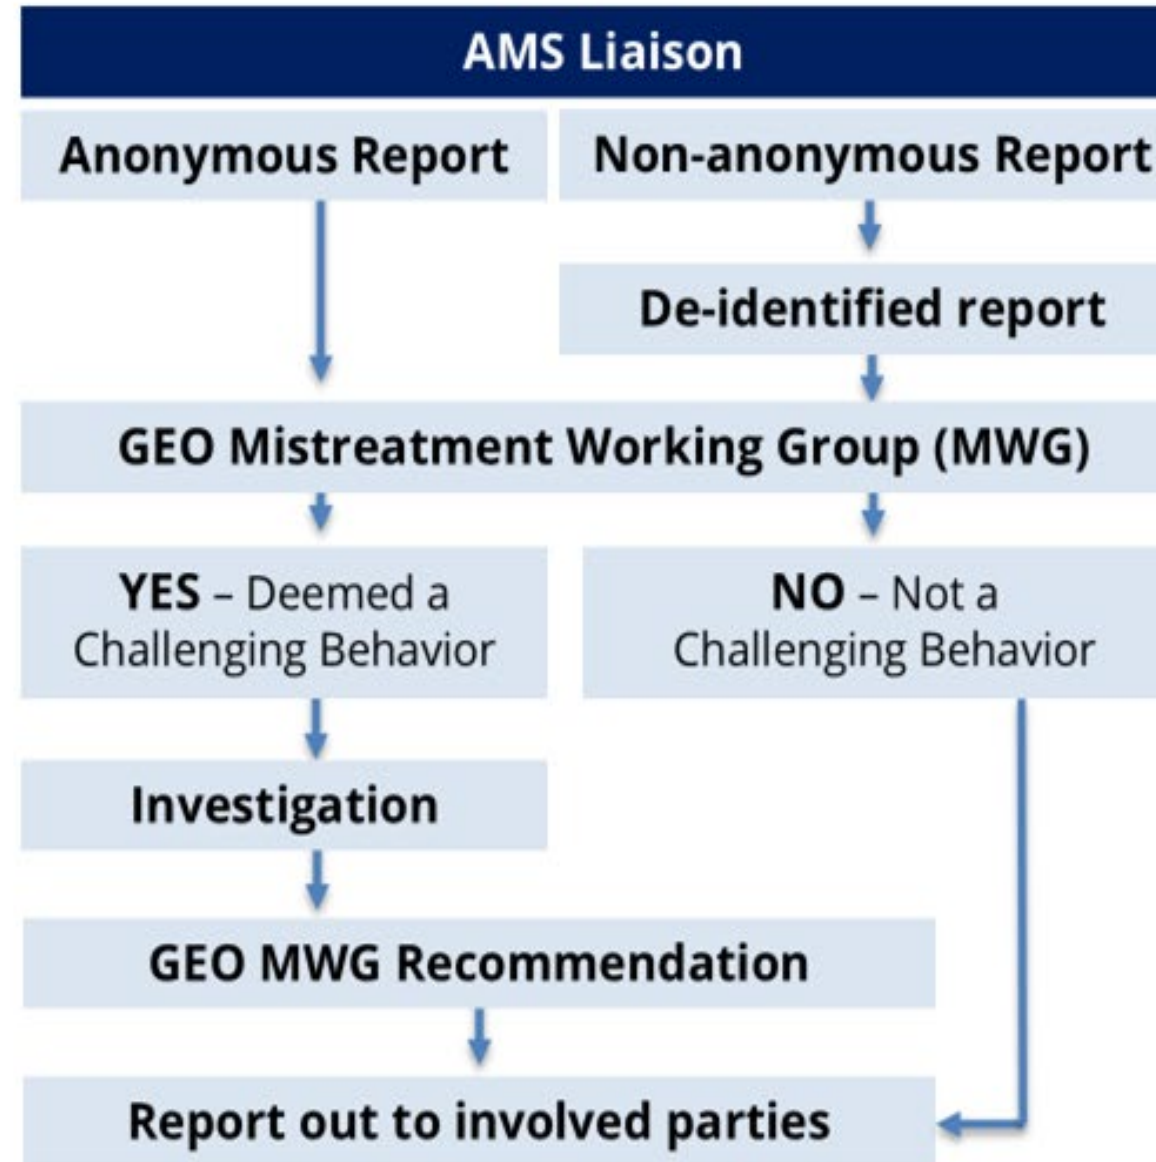 AMS Liaison
Anonymous Report
Non-anonymous Report
De-identified report
GEO Mistreatment Working Group (MWG)
YES – Deemed a
Challenging Behavior
NO – Not a
Challenging Behavior
Investigation
GEO MWG Recommendation
Report out to involved parties